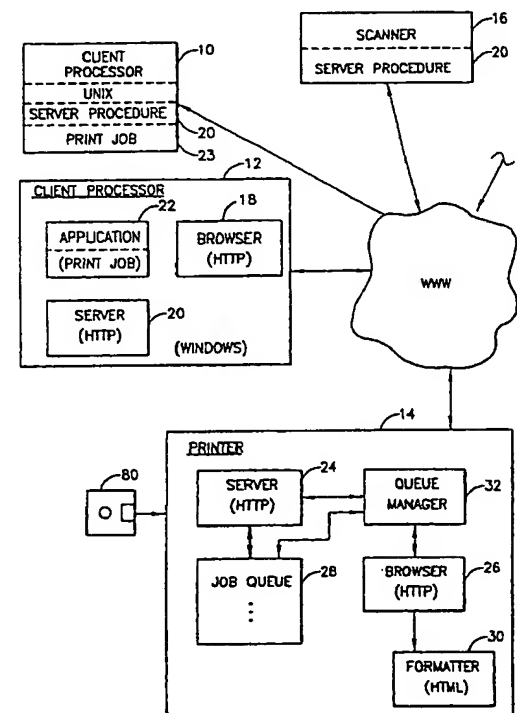 SCANNER
16
SERVER PROCEDURE
20
CLIENT
PROCESSOR
10
UNIX
SERVER PROCEDURE
20
PRINT JOB
23
CLIENT PROCESSOR
12
22
18
APPLICATION
(PRINT JOB)
BROWSER
(HTTP)
SERVER
(HTTP)
20
(WINDOWS)
WWW
14
PRINTER
80
SERVER
(HTTP)
24
QUEUE
MANAGER
32
JOB QUEUE
28
BROWSER
(HTTP)
26
FORMATTER
(HTML)
30